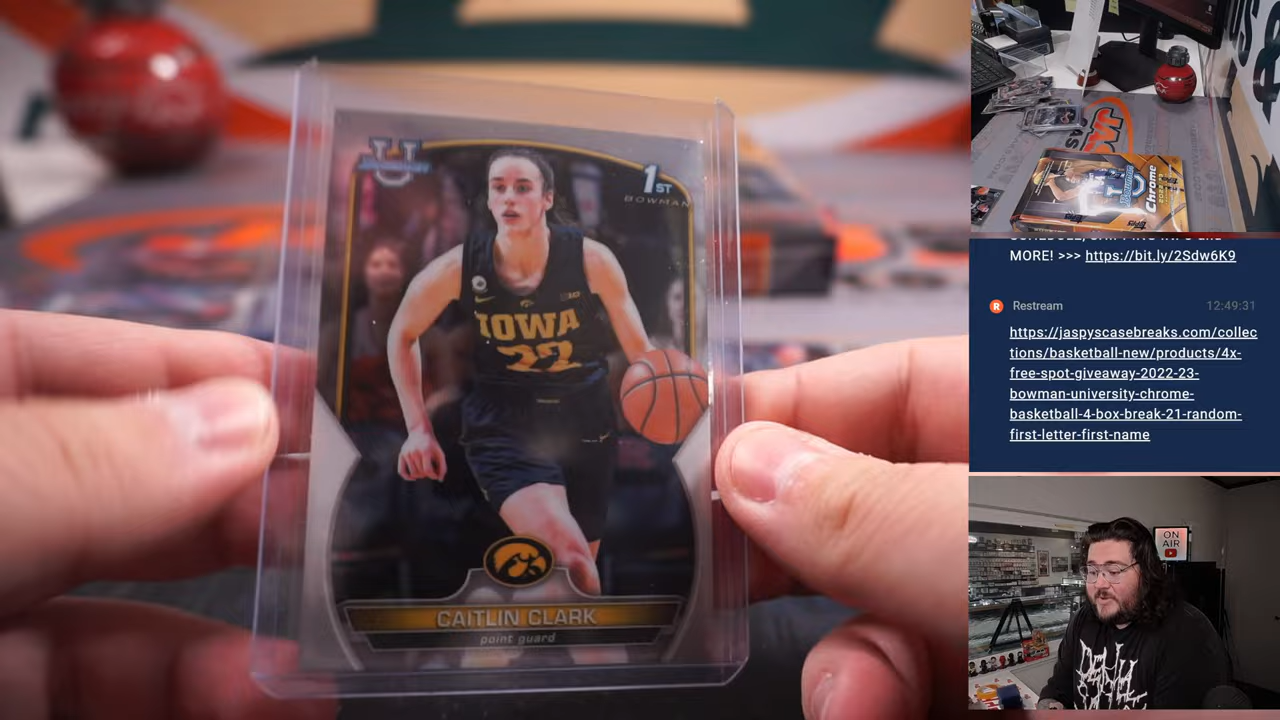 U
1ST
BOWMAN
B1G
IOWA
22
CAITLIN CLARK
point guard
Chrome
MORE! >>> https://bit.ly/2Sdw6K9
Restream 12:49:31
https://jaspyscasebreaks.com/collec
tions/basketball-new/products/4x-
free-spot-giveaway-2022-23-
bowman-university-chrome-
basketball-4-box-break-21-random-
first-letter-first-name
ON
AIR